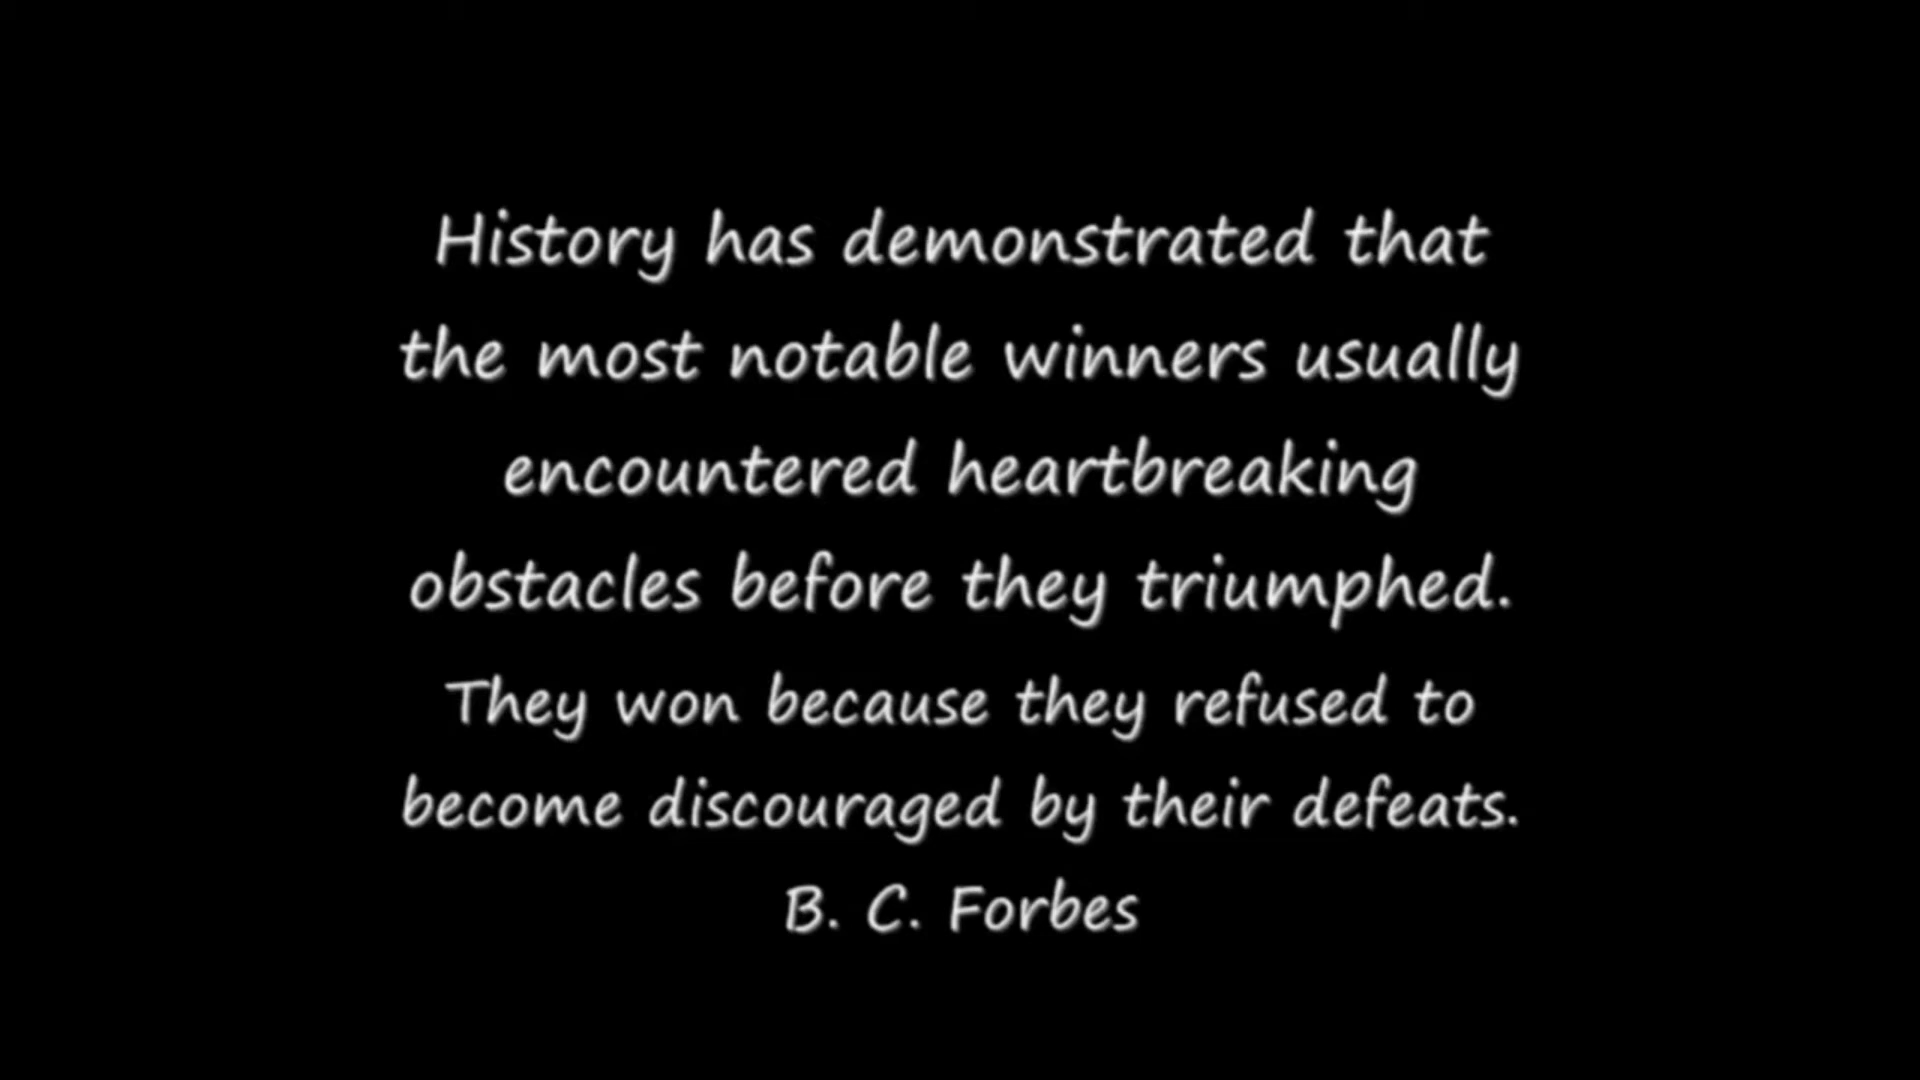 History has demonstrated that
the most notable winners usually
encountered heartbreaking
obstacles before they triumphed.
They won because they refused to
become discouraged by their defeats.
B. C. Forbes